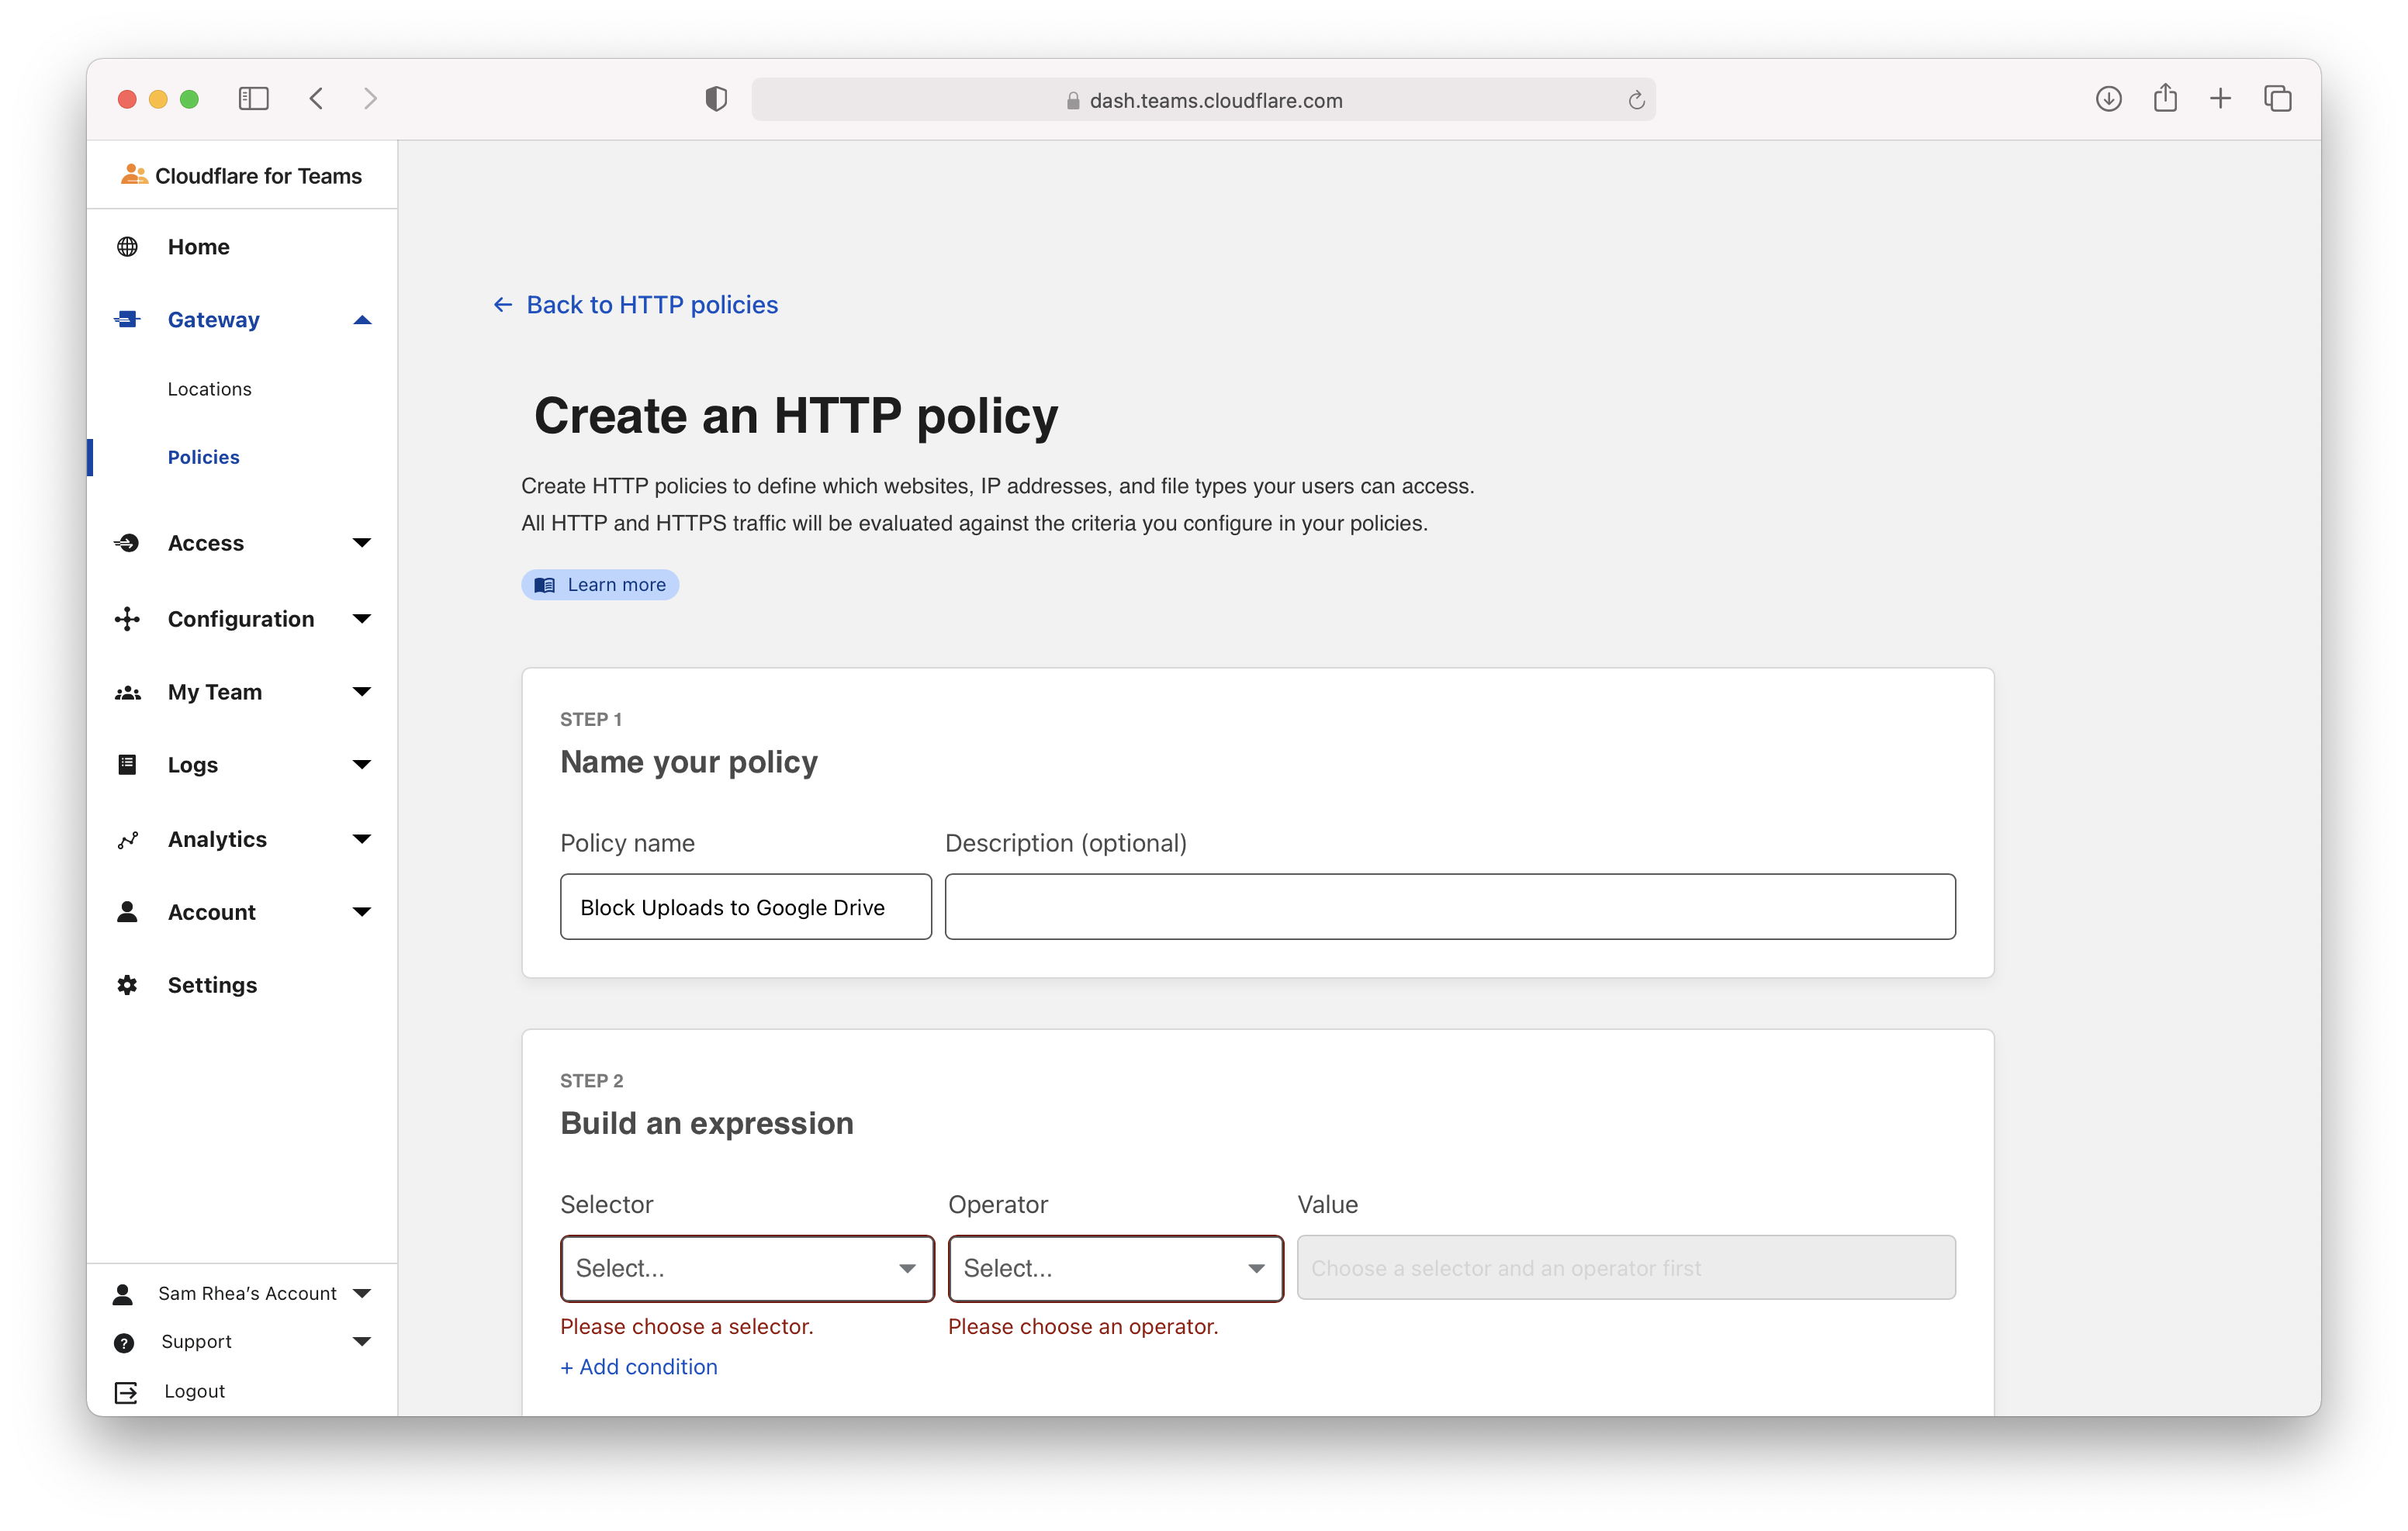 dash.teams.cloudflare.com
Cloudflare for Teams
Home
Gateway
Locations
Policies
Access
Configuration
My Team
Logs
Analytics
Account
Settings
Sam Rhea’s Account
Support
Logout
← Back to HTTP policies
Create an HTTP policy
Create HTTP policies to define which websites, IP addresses, and file types your users can access.
All HTTP and HTTPS traffic will be evaluated against the criteria you configure in your policies.
Learn more
STEP 1
Name your policy
Policy name Description (optional)
Block Uploads to Google Drive
STEP 2
Build an expression
Selector Operator Value
Select... Select... Choose a selector and an operator first
Please choose a selector. Please choose an operator.
+ Add condition